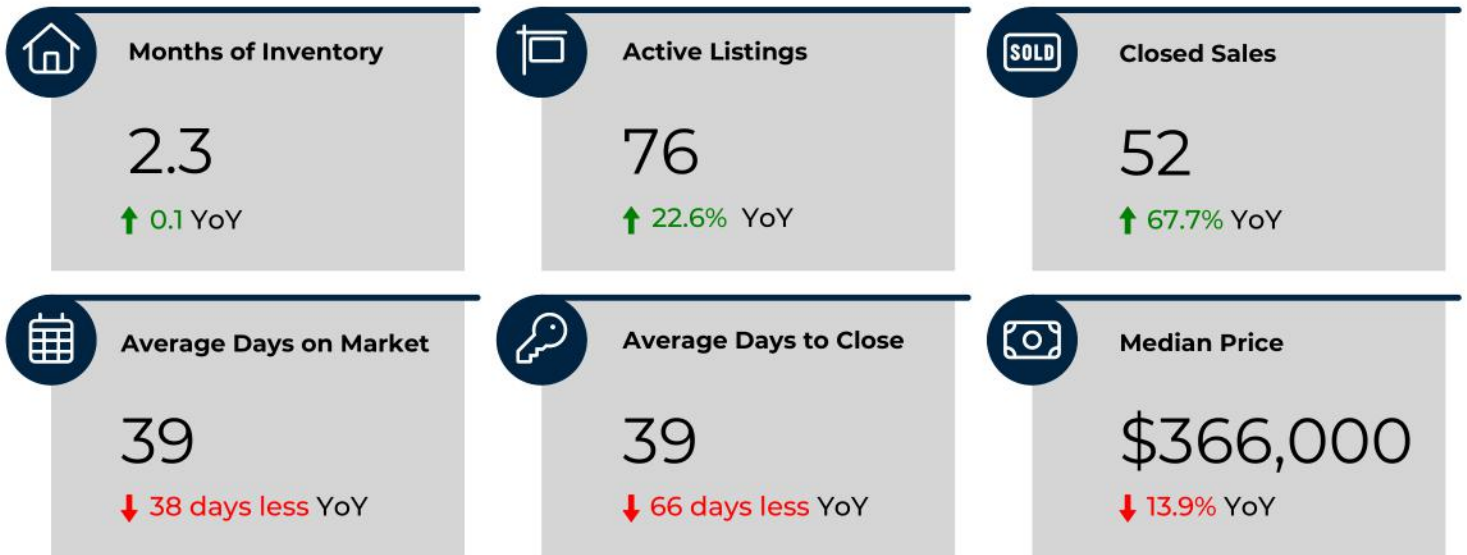 Months of Inventory
2.3
0.1 YoY
Active Listings
76
22.6% YoY
SOLD
Closed Sales
52
67.7% YoY
Average Days on Market
39
38 days less YoY
Average Days to Close
39
66 days less YoY
Median Price
$366,000
13.9% YoY